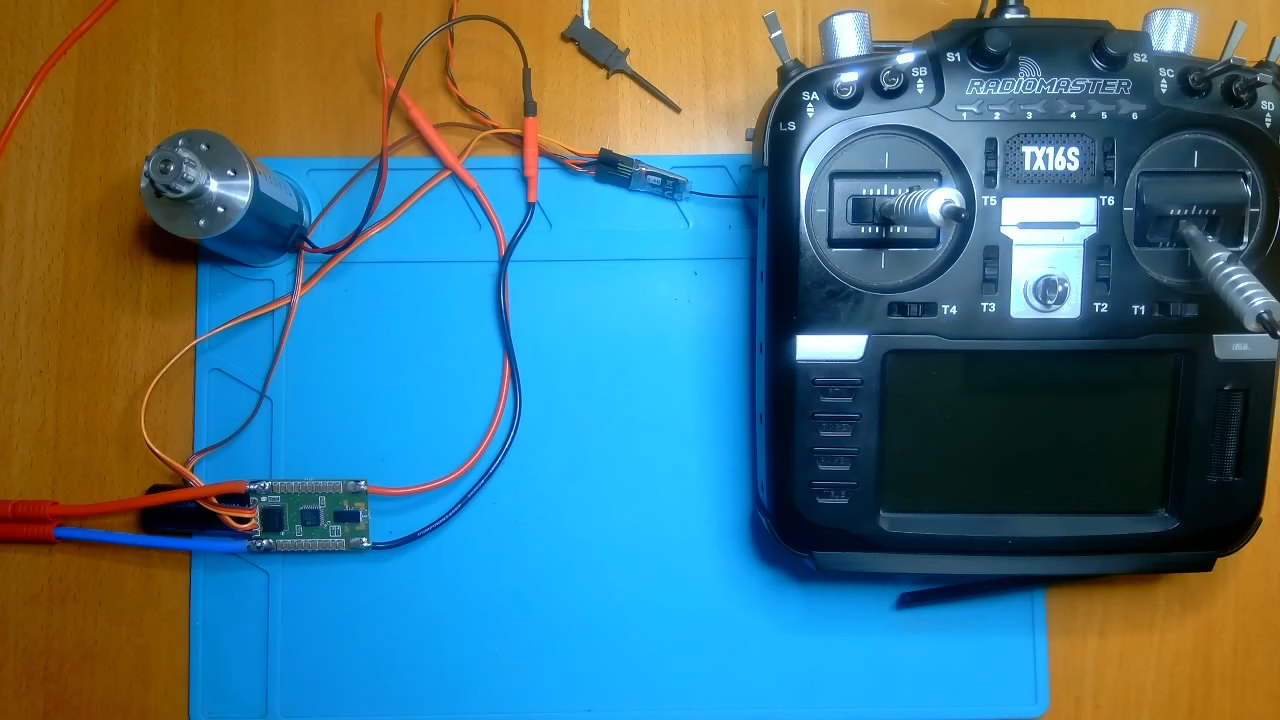 S1
S2
SB
SC
SA
RADIOMASTER
SD
LS
1 2 3 4 5 6
TX16S
T5
T6
T4
T3
T2
T1